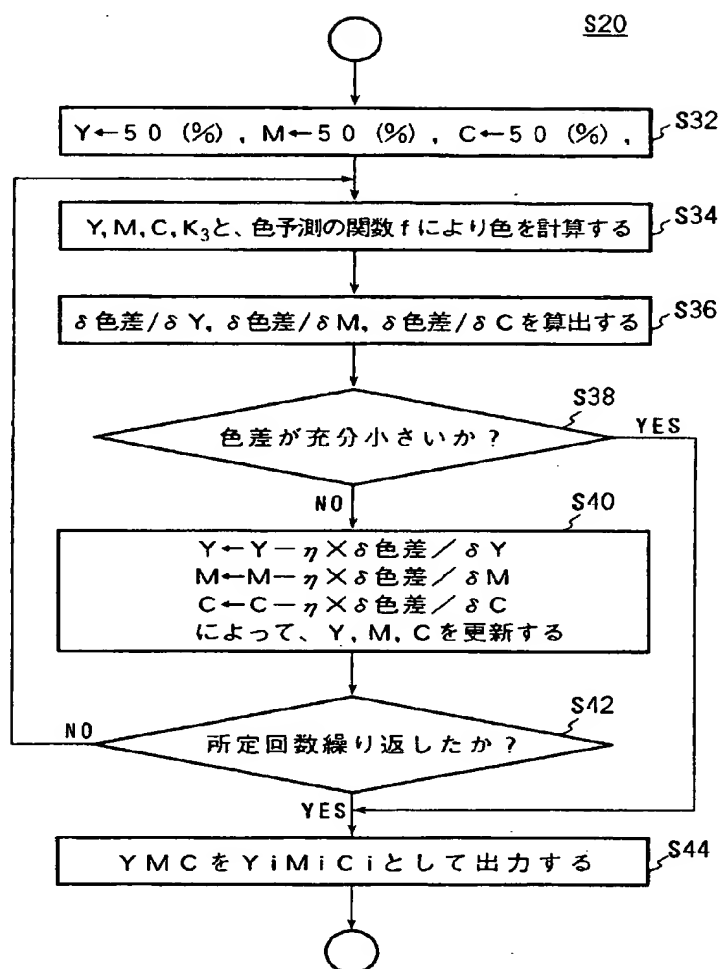 S20
Y←50(%), M←50(%), C←50(%),
S32
Y,M,C,K₃と、色予測の関数fにより色を計算する
S34
δ色差/δY, δ色差/δM, δ色差/δCを算出する
S36
S38
色差が充分小さいか?
YES
NO
S40
Y←Y-η×δ色差/δY
M←M-η×δ色差/δM
C←C-η×δ色差/δC
によって、Y,M,Cを更新する
S42
NO
所定回数繰り返したか?
YES
YMCをYiMiCiとして出力する
S44